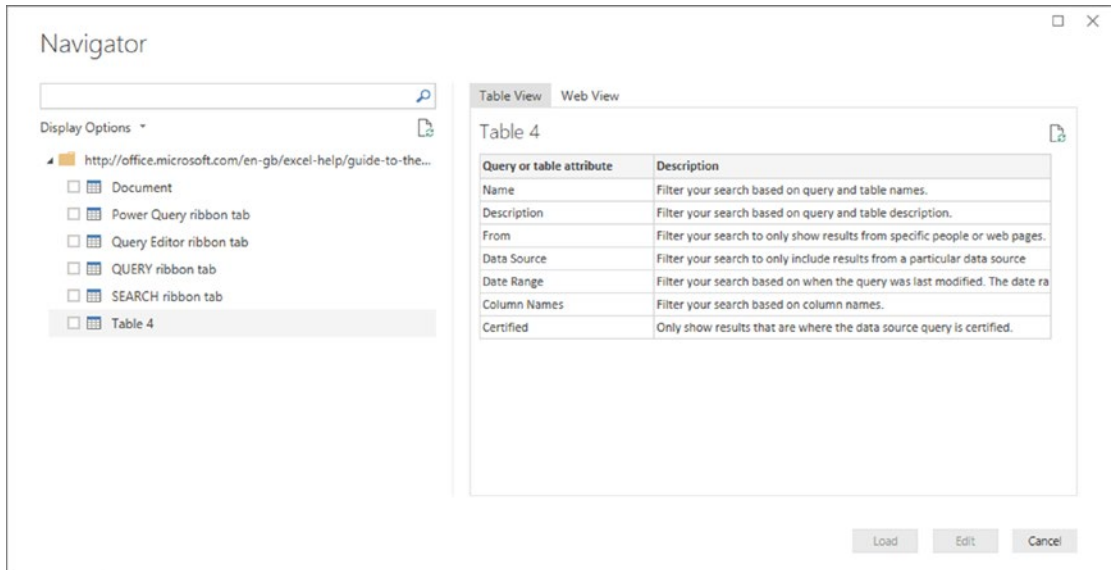 Navigator
Display Options
http://office.microsoft.com/en-gb/excel-help/guide-to-the...
Document
Power Query ribbon tab
Query Editor ribbon tab
QUERY ribbon tab
SEARCH ribbon tab
Table 4
Table View Web View
Table 4
Query or table attribute Description
Name Filter your search based on query and table names.
Description Filter your search based on query and table description.
From Filter your search to only show results from specific people or web pages.
Data Source Filter your search to only include results from a particular data source
Date Range Filter your search based on when the query was last modified. The date ra
Column Names Filter your search based on column names.
Certified Only show results that are where the data source query is certified.
Load Edit Cancel